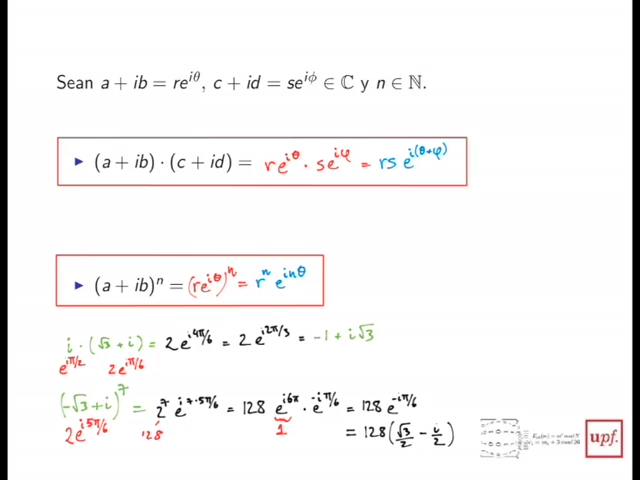 Sean a + ib = re^{iθ}, c + id = se^{iϕ} ∈ ℂ y n ∈ ℕ.
▶ (a + ib) · (c + id) = re^{iθ} · se^{iφ} = rs e^{i(θ+φ)}
▶ (a + ib)^n = (re^{iθ})^n = r^n e^{inθ}
i · (√3 + i) = 2e^{i4π/6} = 2e^{i2π/3} = -1 + i√3
e^{iπ/2} 2e^{iπ/6}
(-√3 + i)^7 = 2^7 e^{i7·5π/6} = 128 e^{i6π} · e^{-iπ/6} = 128 e^{-iπ/6}
2e^{i5π/6} 128 1 = 128(√3/2 - i/2)
upf.